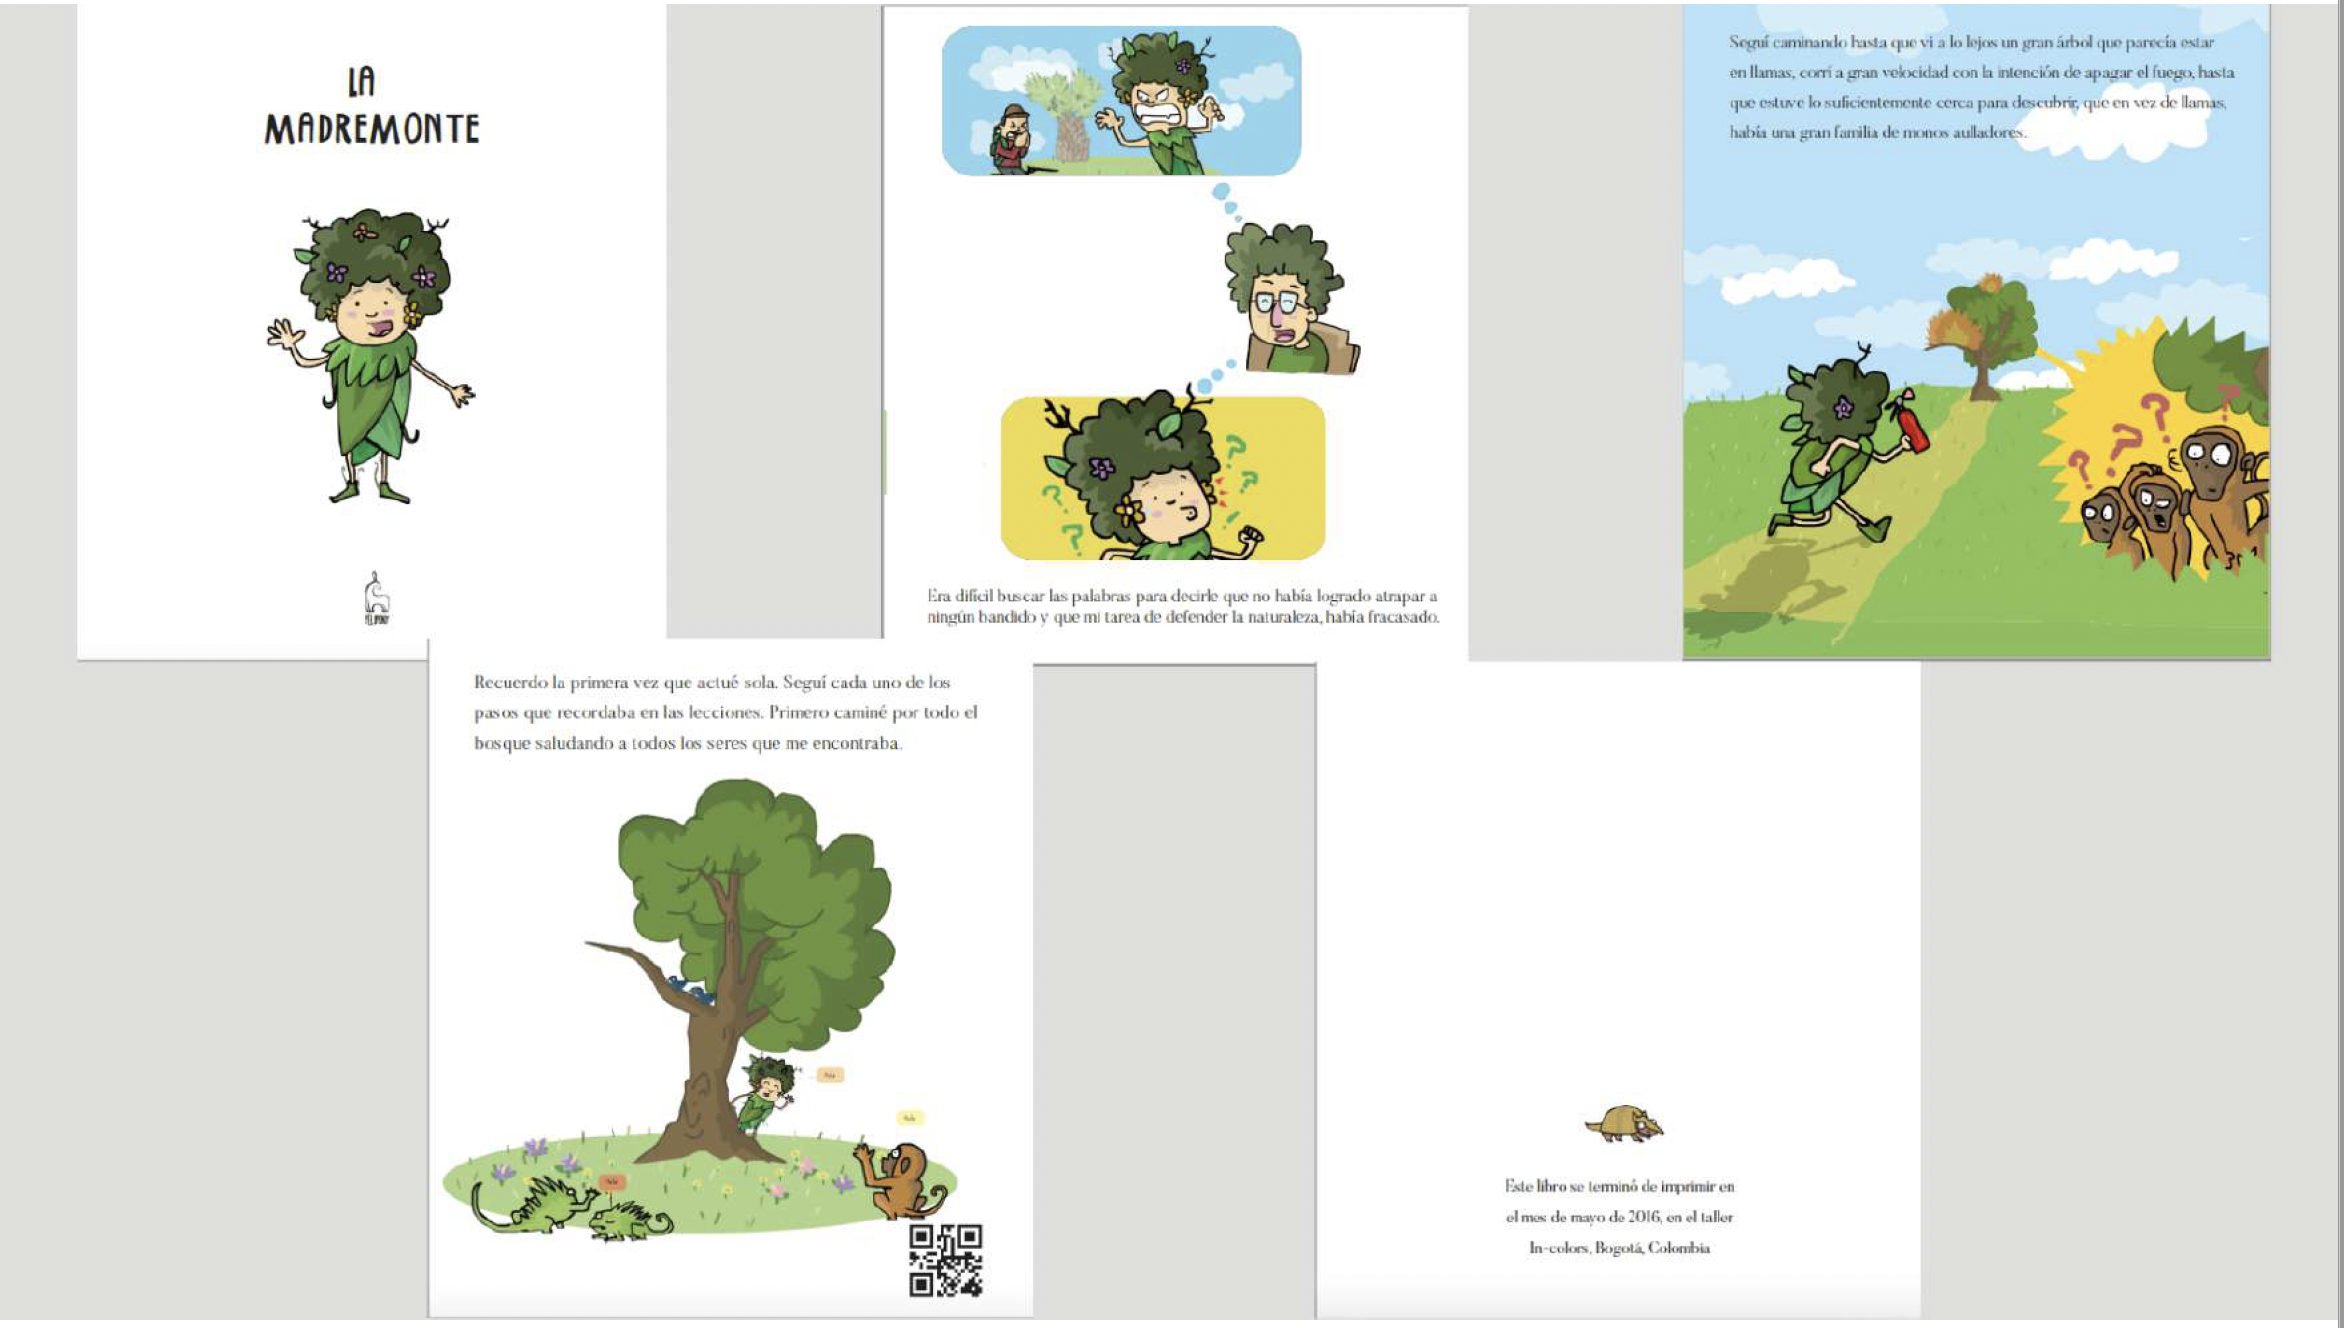 LA
MADREMONTE
Era difícil buscar las palabras para decirle que no había logrado atrapar a
ningún bandido y que mi tarea de defender la naturaleza, había fracasado.
Seguí caminando hasta que vi a lo lejos un gran árbol que parecía estar
en llamas, corrí a gran velocidad con la intención de apagar el fuego, hasta
que estuve lo suficientemente cerca para descubrir, que en vez de llamas,
había una gran familia de monos aulladores.
Recuerdo la primera vez que actué sola. Seguí cada uno de los
pasos que recordaba en las lecciones. Primero caminé por todo el
bosque saludando a todos los seres que me encontraba.
Este libro se terminó de imprimir en
el mes de mayo de 2016, en el taller
In-colors, Bogotá, Colombia